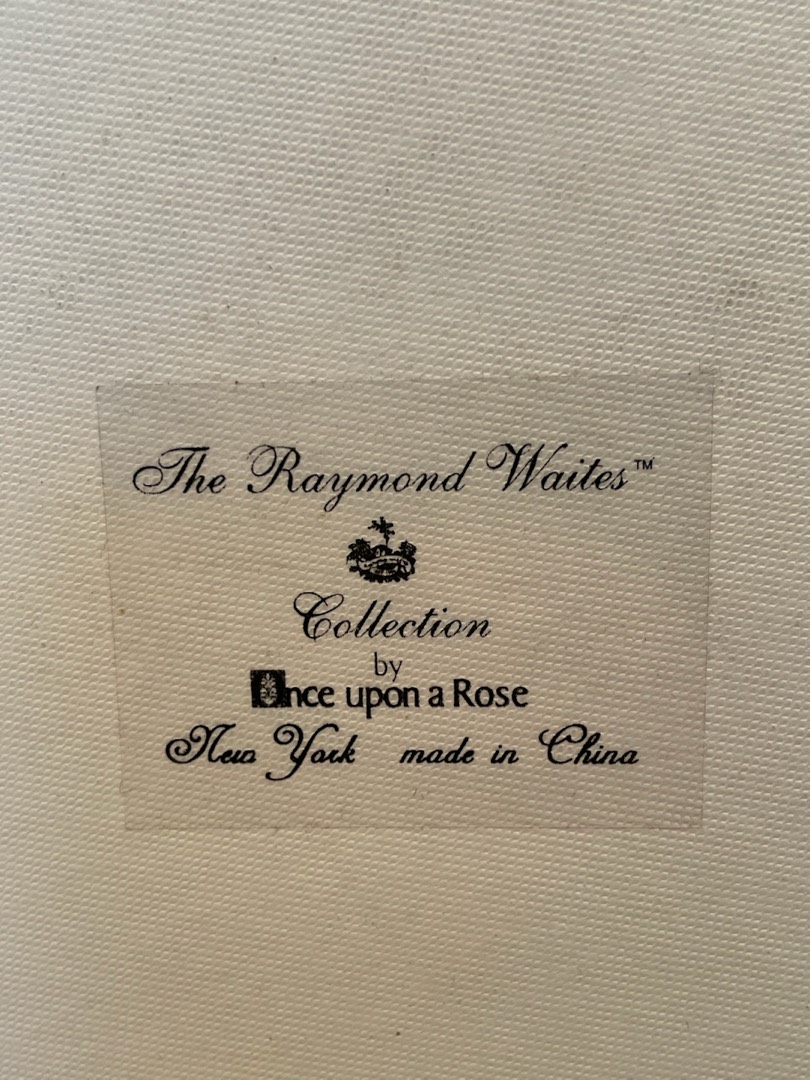 The Raymond Waites™
Collection
by
Once upon a Rose
New York made in China